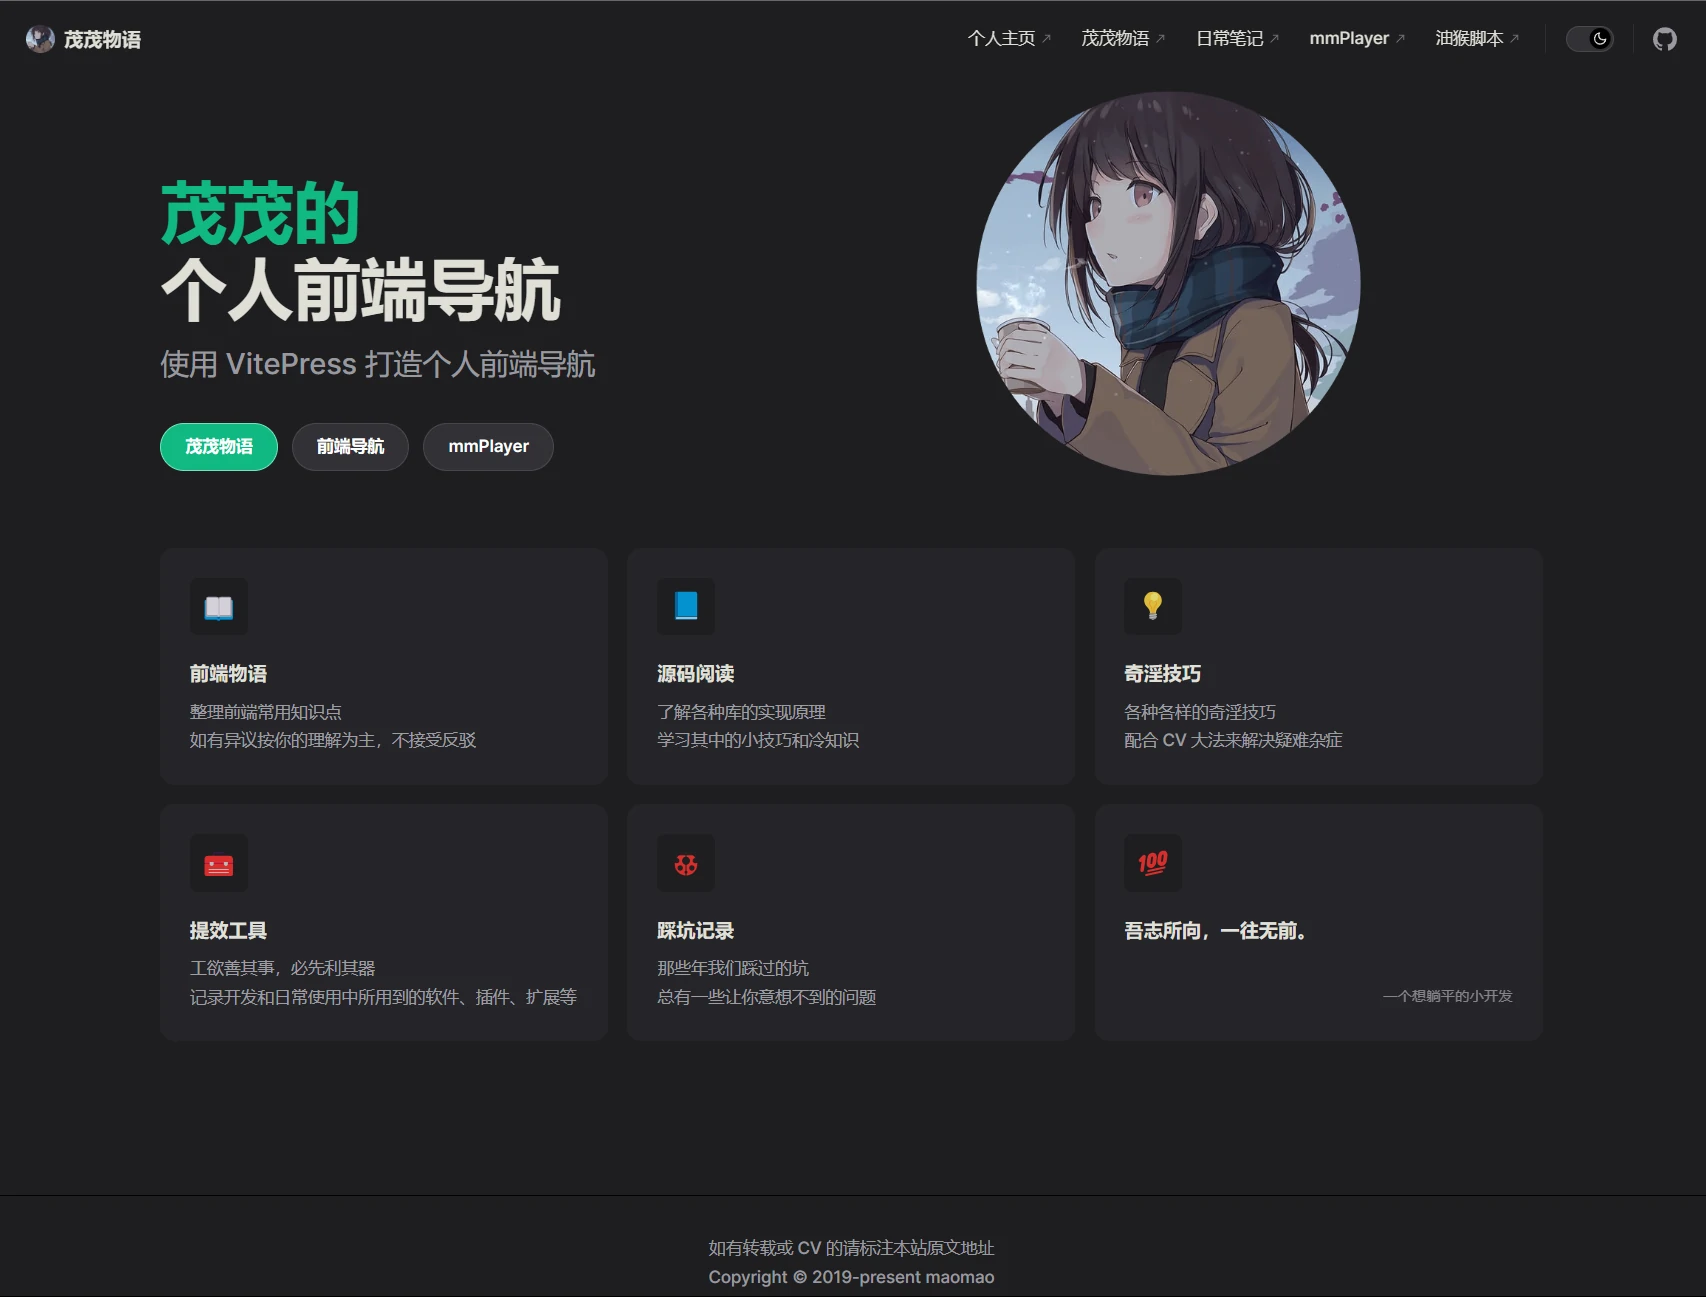 茂茂物语
个人主页
茂茂物语
日常笔记
mmPlayer
油猴脚本
茂茂的
个人前端导航
使用 VitePress 打造个人前端导航
茂茂物语
前端导航
mmPlayer
前端物语
整理前端常用知识点
如有异议按你的理解为主，不接受反驳
源码阅读
了解各种库的实现原理
学习其中的小技巧和冷知识
奇淫技巧
各种各样的奇淫技巧
配合 CV 大法来解决疑难杂症
提效工具
工欲善其事，必先利其器
记录开发和日常使用中所用到的软件、插件、扩展等
踩坑记录
那些年我们踩过的坑
总有一些让你意想不到的问题
100
吾志所向，一往无前。
一个想躺平的小开发
如有转载或 CV 的请标注本站原文地址
Copyright © 2019-present maomao